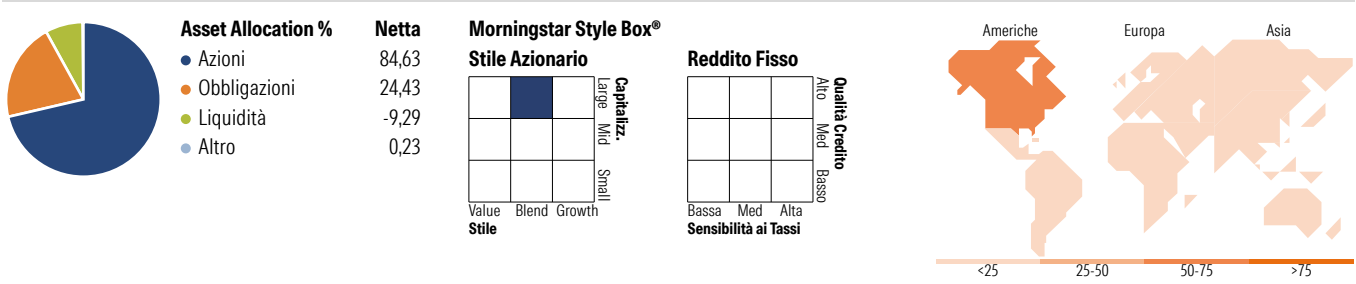 Asset Allocation % Netta
Azioni 84,63
Obbligazioni 24,43
Liquidità -9,29
Altro 0,23
Morningstar Style Box®
Stile Azionario
Large
Mid
Small
Capitalizz.
Value Blend Growth
Stile
Reddito Fisso
Alto
Med
Basso
Qualità Credito
Bassa Med Alta
Sensibilità ai Tassi
Americhe Europa Asia
<25 25-50 50-75 >75